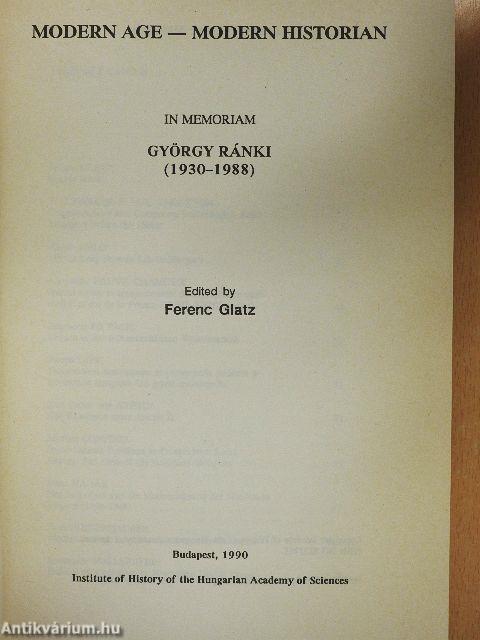 MODERN AGE — MODERN HISTORIAN
IN MEMORIAM
GYÖRGY RÁNKI
(1930–1988)
Edited by
Ferenc Glatz
Budapest, 1990
Institute of History of the Hungarian Academy of Sciences
Antikvárium.hu